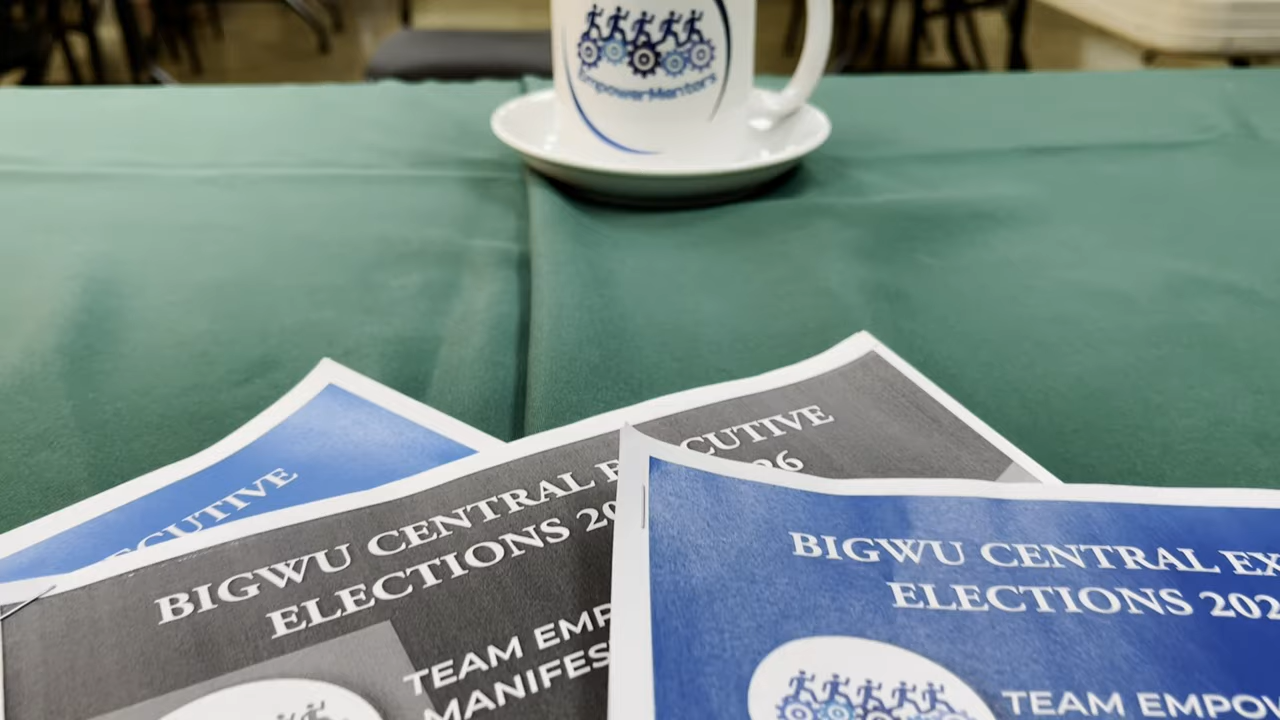 EmpowerMentors
CUTIVE
BIGWU CENTRAL E CUTIVE
ELECTIONS 20 26
TEAM EMP
MANIFES
BIGWU CENTRAL EX
ELECTIONS 202
TEAM EMPOW